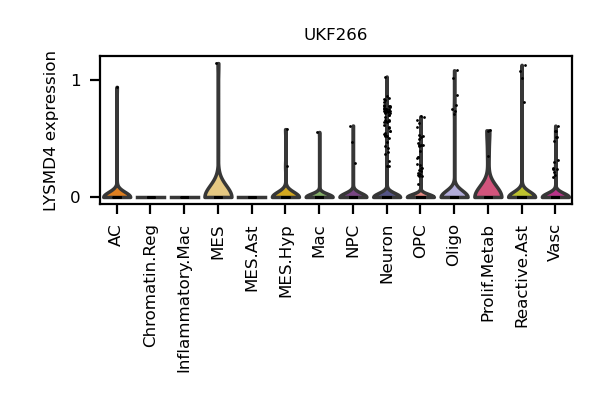 UKF266
LYSMD4 expression
1
0
AC
Chromatin.Reg
Inflammatory.Mac
MES
MES.Ast
MES.Hyp
Mac
NPC
Neuron
OPC
Oligo
Prolif.Metab
Reactive.Ast
Vasc